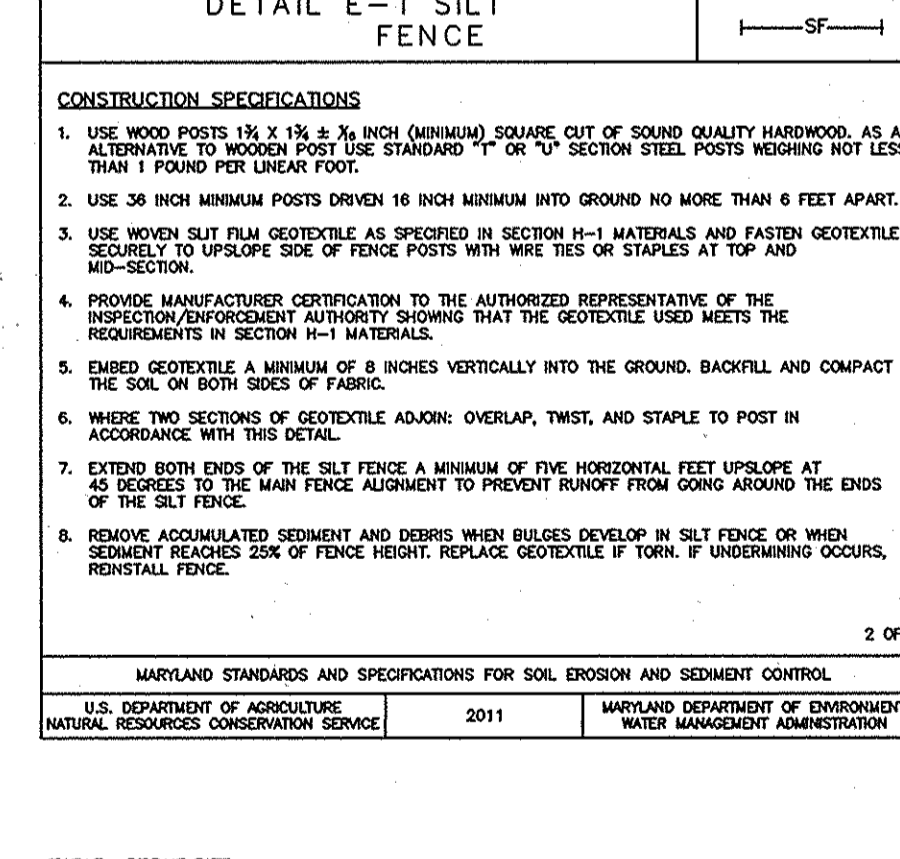 DETAIL E-1 SILT
FENCE
SF
CONSTRUCTION SPECIFICATIONS
1. USE WOOD POSTS 1¾ X 1¾ ± 1/16 INCH (MINIMUM) SQUARE CUT OF SOUND QUALITY HARDWOOD. AS A
ALTERNATIVE TO WOODEN POST USE STANDARD "T" OR "U" SECTION STEEL POSTS WEIGHING NOT LESS
THAN 1 POUND PER LINEAR FOOT.
2. USE 36 INCH MINIMUM POSTS DRIVEN 16 INCH MINIMUM INTO GROUND NO MORE THAN 6 FEET APART.
3. USE WOVEN SLIT FILM GEOTEXTILE AS SPECIFIED IN SECTION H-1 MATERIALS AND FASTEN GEOTEXTILE
SECURELY TO UPSLOPE SIDE OF FENCE POSTS WITH WIRE TIES OR STAPLES AT TOP AND
MID-SECTION.
4. PROVIDE MANUFACTURER CERTIFICATION TO THE AUTHORIZED REPRESENTATIVE OF THE
INSPECTION/ENFORCEMENT AUTHORITY SHOWING THAT THE GEOTEXTILE USED MEETS THE
REQUIREMENTS IN SECTION H-1 MATERIALS.
5. EMBED GEOTEXTILE A MINIMUM OF 8 INCHES VERTICALLY INTO THE GROUND. BACKFILL AND COMPACT
THE SOIL ON BOTH SIDES OF FABRIC.
6. WHERE TWO SECTIONS OF GEOTEXTILE ADJOIN: OVERLAP, TWIST, AND STAPLE TO POST IN
ACCORDANCE WITH THIS DETAIL.
7. EXTEND BOTH ENDS OF THE SILT FENCE A MINIMUM OF FIVE HORIZONTAL FEET UPSLOPE AT
45 DEGREES TO THE MAIN FENCE ALIGNMENT TO PREVENT RUNOFF FROM GOING AROUND THE ENDS
OF THE SILT FENCE.
8. REMOVE ACCUMULATED SEDIMENT AND DEBRIS WHEN BULGES DEVELOP IN SILT FENCE OR WHEN
SEDIMENT REACHES 25% OF FENCE HEIGHT. REPLACE GEOTEXTILE IF TORN. IF UNDERMINING OCCURS,
REINSTALL FENCE.
2 OF
MARYLAND STANDARDS AND SPECIFICATIONS FOR SOIL EROSION AND SEDIMENT CONTROL
U.S. DEPARTMENT OF AGRICULTURE
NATURAL RESOURCES CONSERVATION SERVICE
2011
MARYLAND DEPARTMENT OF ENVIRONMENT
WATER MANAGEMENT ADMINISTRATION